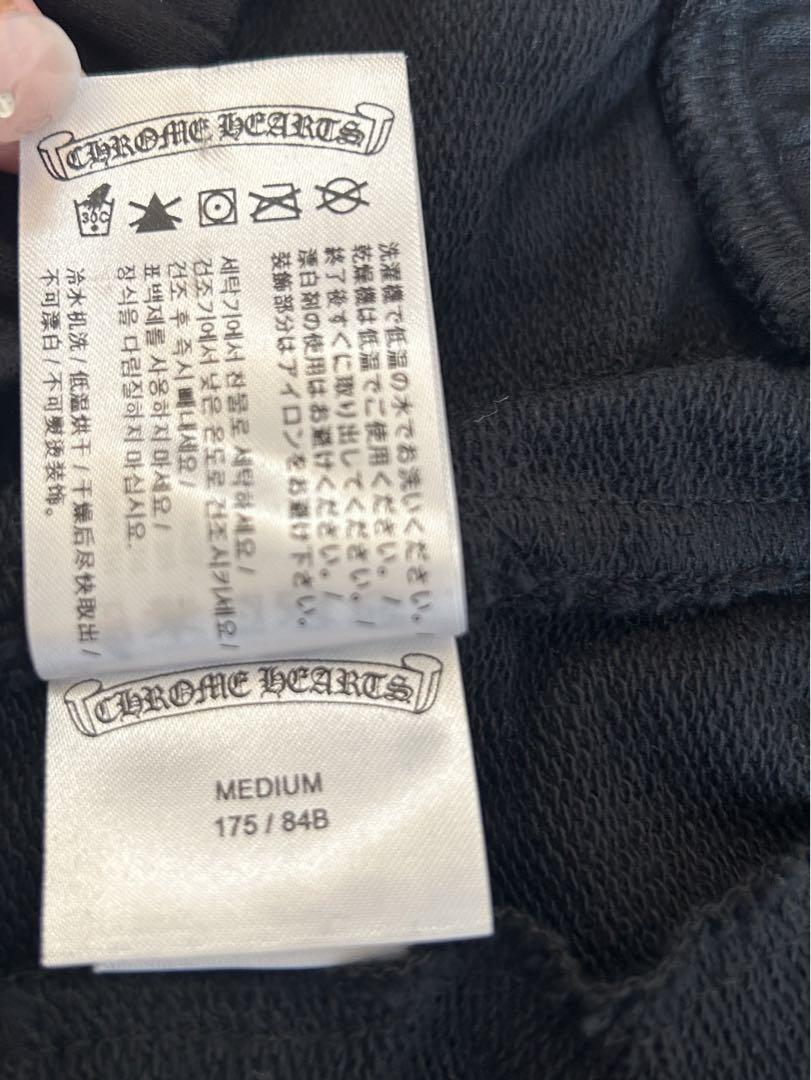 CHROME HEARTS
30C
洗濯機で低温の水でお洗いください。/
乾燥機は低温でご使用ください。/
終了後すぐに取り出してください。/
漂白剤の使用はお避けください。/
装飾部分はアイロンをお避け下さい。
세탁기에서 찬물로 세탁하세요/
건조기에서 낮은 온도로 건조시키세요/
건조 후 즉시 빼내세요/
표백제를 사용하지 마세요/
장식을 다림질하지 마십시오.
冷水机洗/低温烘干/干燥后尽快取出/
不可漂白/不可熨烫装饰。
CHROME HEARTS
MEDIUM
175 / 84B